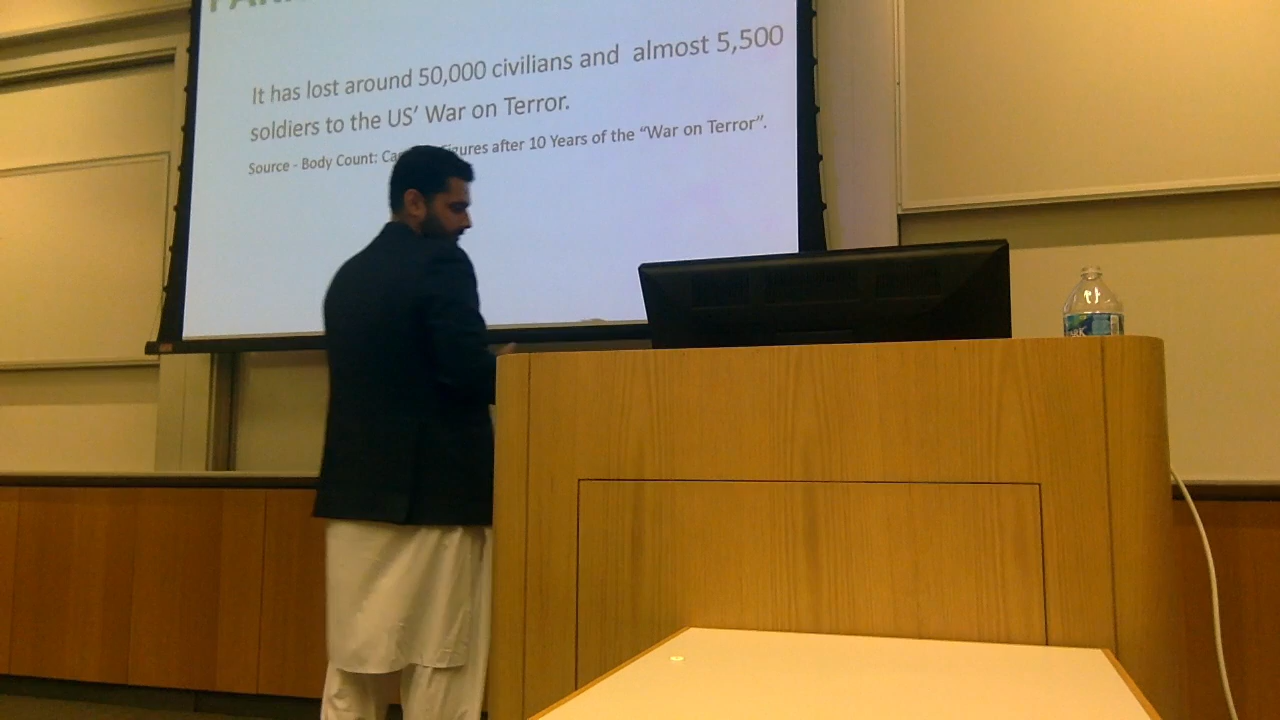 It has lost around 50,000 civilians and almost 5,500
soldiers to the US' War on Terror.
Source - Body Count: Figures after 10 Years of the "War on Terror".